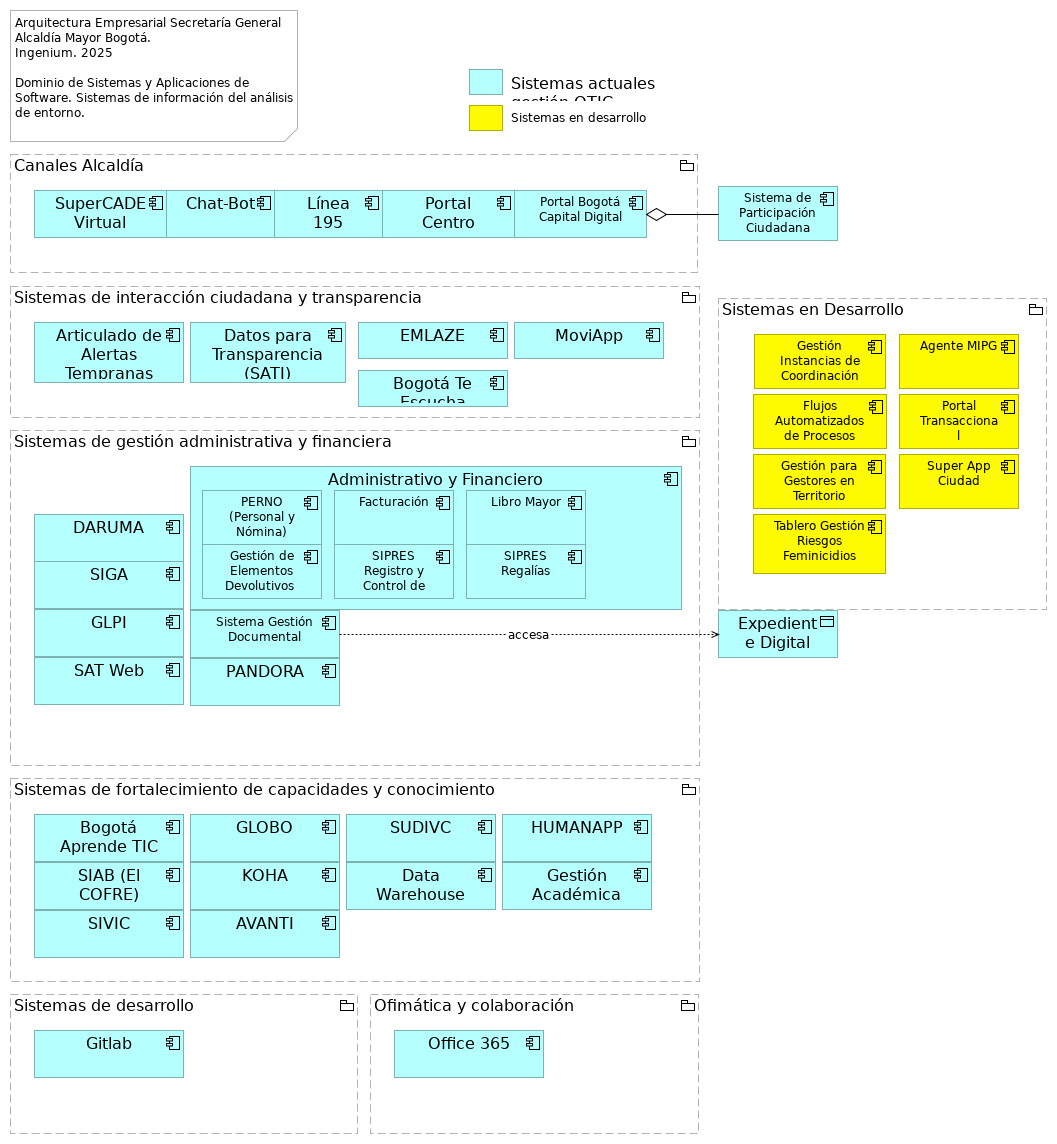 Arquitectura Empresarial Secretaría General
Alcaldía Mayor Bogotá.
Ingenium. 2025
Dominio de Sistemas y Aplicaciones de
Software. Sistemas de información del análisis
de entorno.
Sistemas actuales
gestión OTIC
Sistemas en desarrollo
Canales Alcaldía
SuperCADE
Virtual
Chat-Bot
Línea
195
Portal
Centro
Portal Bogotá
Capital Digital
Sistema de
Participación
Ciudadana
Sistemas de interacción ciudadana y transparencia
Articulado de
Alertas
Tempranas
Datos para
Transparencia
(SATI)
EMLAZE
MoviApp
Bogotá Te
Escucha
Sistemas en Desarrollo
Gestión
Instancias de
Coordinación
Agente MIPG
Flujos
Automatizados
de Procesos
Portal
Transacciona
l
Gestión para
Gestores en
Territorio
Super App
Ciudad
Tablero Gestión
Riesgos
Feminicidios
Sistemas de gestión administrativa y financiera
Administrativo y Financiero
PERNO
(Personal y
Nómina)
Facturación
Libro Mayor
Gestión de
Elementos
Devolutivos
SIPRES
Registro y
Control de
SIPRES
Regalías
DARUMA
SIGA
GLPI
SAT Web
Sistema Gestión
Documental
PANDORA
accesa
Expedient
e Digital
Sistemas de fortalecimiento de capacidades y conocimiento
Bogotá
Aprende TIC
GLOBO
SUDIVC
HUMANAPP
SIAB (El
COFRE)
KOHA
Data
Warehouse
Gestión
Académica
SIVIC
AVANTI
Sistemas de desarrollo
Gitlab
Ofimática y colaboración
Office 365